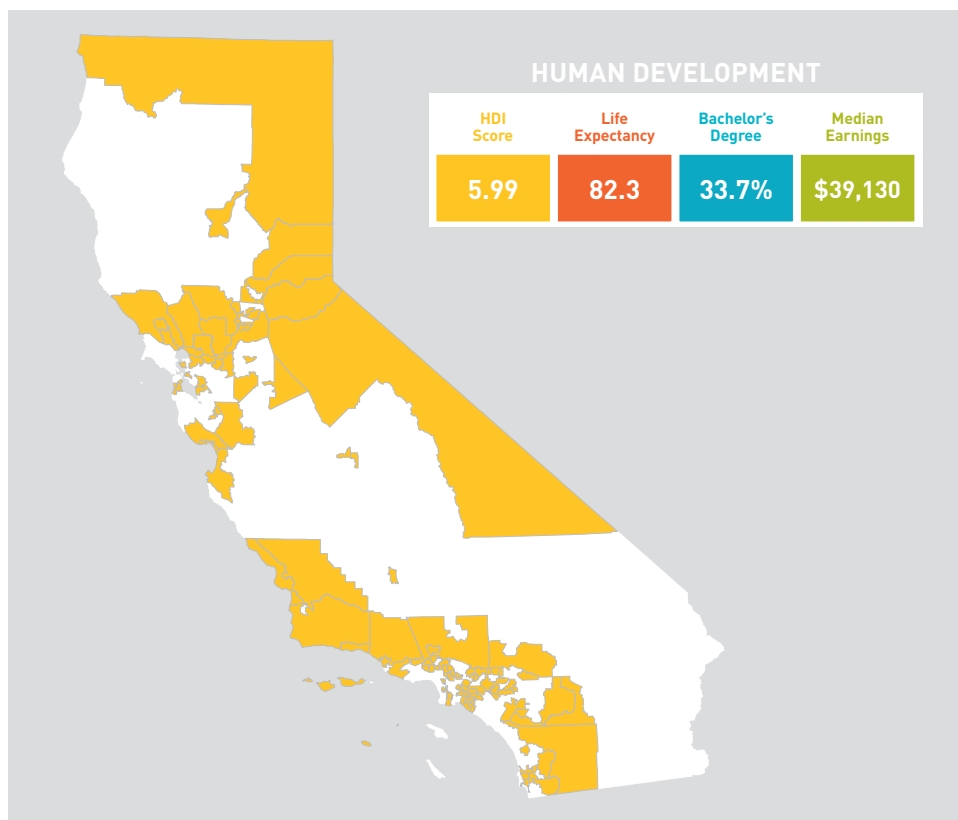 HUMAN DEVELOPMENT
HDI
Score
Life
Expectancy
Bachelor's
Degree
Median
Earnings
5.99
82.3
33.7%
$39,130